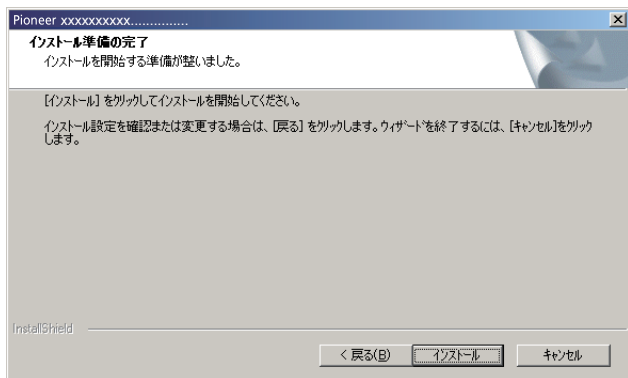 Pioneer xxxxxxxxxx...............
インストール準備の完了
インストールを開始する準備が整いました。
[インストール] をクリックしてインストールを開始してください。
インストール設定を確認または変更する場合は、[戻る] をクリックします。ウィザードを終了するには、[キャンセル]をクリック
します。
InstallShield
< 戻る(B)
インストール
キャンセル